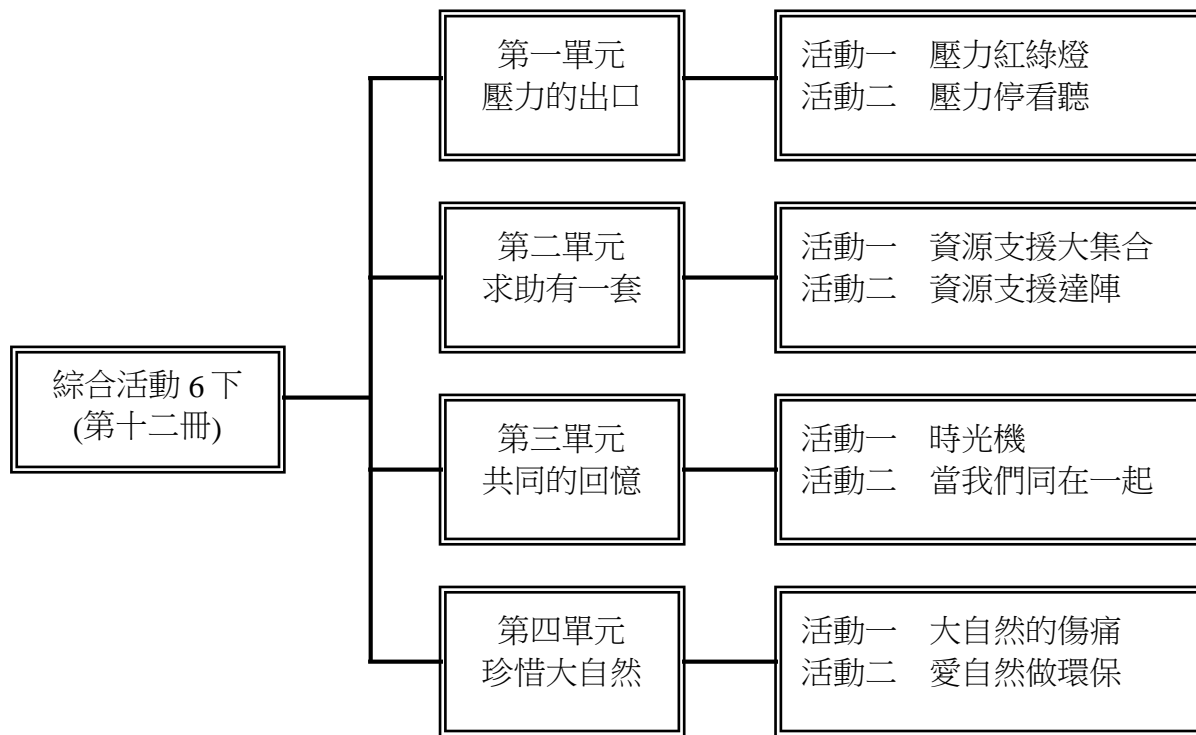 綜合活動 6 下
(第十二冊)
第一單元
壓力的出口
活動一　壓力紅綠燈
活動二　壓力停看聽
第二單元
求助有一套
活動一　資源支援大集合
活動二　資源支援達陣
第三單元
共同的回憶
活動一　時光機
活動二　當我們同在一起
第四單元
珍惜大自然
活動一　大自然的傷痛
活動二　愛自然做環保